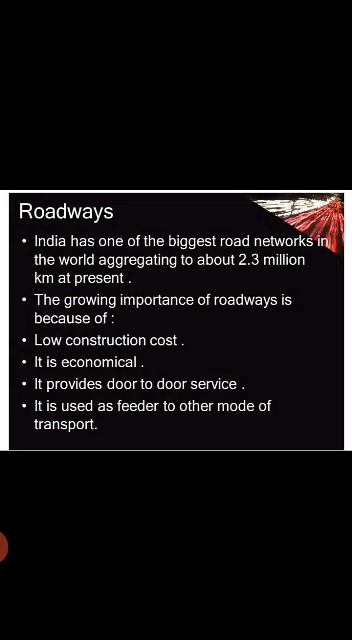 Roadways
• India has one of the biggest road networks in
the world aggregating to about 2.3 million
km at present .
• The growing importance of roadways is
because of :
• Low construction cost .
• It is economical .
• It provides door to door service .
• It is used as feeder to other mode of
transport.